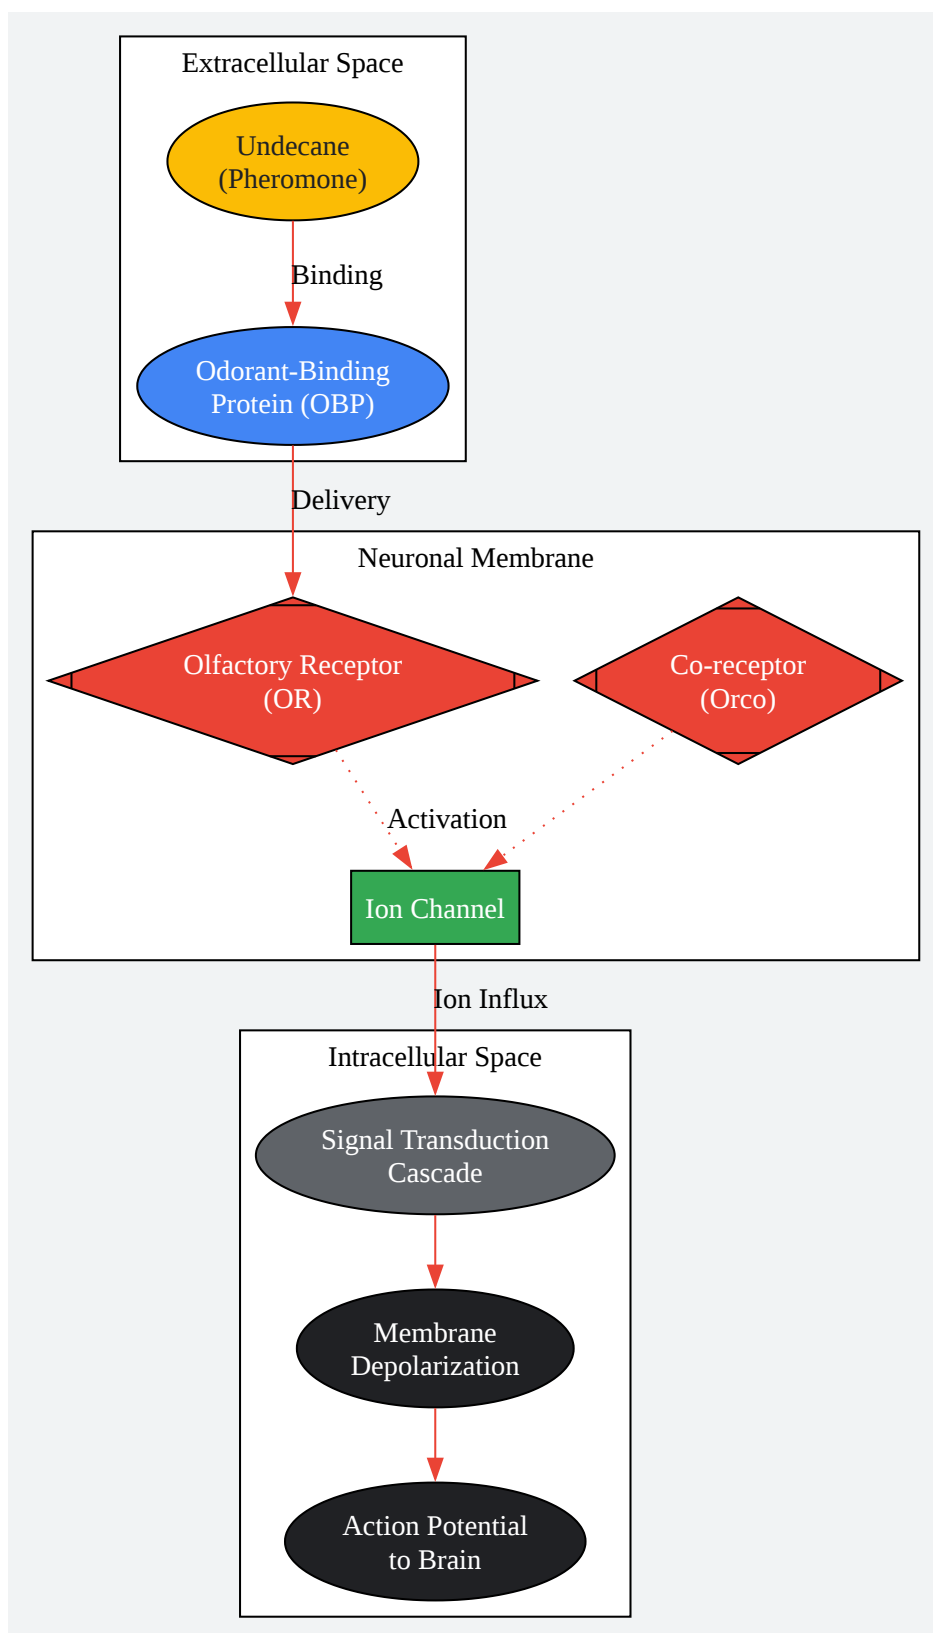 Extracellular Space
Undecane
(Pheromone)
Binding
Odorant-Binding
Protein (OBP)
Delivery
Neuronal Membrane
Olfactory Receptor
(OR)
Co-receptor
(Orco)
Activation
Ion Channel
Ion Influx
Intracellular Space
Signal Transduction
Cascade
Membrane
Depolarization
Action Potential
to Brain